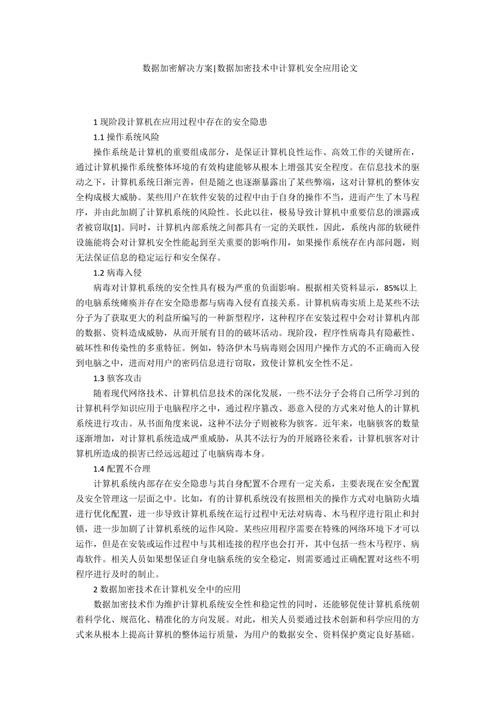 数据加密解决方案|数据加密技术中计算机安全应用论文
1 现阶段计算机在应用过程中存在的安全隐患
1.1 操作系统风险
操作系统是计算机的重要组成部分，是保证计算机良性运作、高效工作的关键所在，
通过计算机操作系统整体环境的有效构建能够从根本上增强其安全程度。在信息技术的驱
动之下，计算机系统日渐完善，但是随之也逐渐暴露出了某些弊端，这对计算机的整体安
全构成极大威胁。某些用户在软件安装的过程中由于自身的操作不当，进而产生了木马程
序，并由此加剧了计算机系统的风险性。长此以往，极易导致计算机中重要信息的泄露或
者被窃取[1]。同时，计算机内部系统之间都具有一定的关联性，因此，系统内部的软硬件
设施能将会对计算机安全性能起到至关重要的影响作用，如果操作系统存在内部问题，则
无法保证信息的稳定运行和安全保存。
1.2 病毒入侵
病毒对计算机系统的安全性具有极为严重的负面影响。根据相关资料显示，85%以上
的电脑系统瘫痪并存在安全隐患都与病毒入侵有直接关系。计算机病毒实质上是某些不法
分子为了获取更大的利益所编写的一种新型程序，这种程序在安装过程中会对计算机内部
的数据、资料造成威胁，从而开展有目的的破坏活动。现阶段，程序性病毒具有隐蔽性、
破坏性和传染性的多重特征。例如，特洛伊木马病毒则会因用户操作方式的不正确而入侵
到电脑之中，进而对用户的密码信息进行窃取，致使计算机安全性不足。
1.3 骇客攻击
随着现代网络技术、计算机信息技术的深化发展，一些不法分子会将自己所学习到的
计算机科学知识应用于电脑程序之中，通过程序篡改、恶意入侵的方式来对他人的计算机
系统进行攻击。从书面角度来说，这种不法分子则被称为骇客。近年来，电脑骇客的数量
逐渐增加，对计算机系统造成严重威胁，从其不法行为的开展路径来看，计算机骇客对计
算机所造成的损害已经远远超过了电脑病毒本身。
1.4 配置不合理
计算机系统内部存在安全隐患与其自身配置不合理有一定关系，主要表现在安全配置
及安全管理这一层面之中。比如，有的计算机系统没有按照相关的操作方式对电脑防火墙
进行优化配置，进一步导致计算机系统在运行过程中无法对病毒、木马程序进行阻止和封
锁，进一步加剧了计算机系统的运作风险。某些应用程序需要在特殊的网络环境下才可以
运作，但是在安装或运作过程中与其相连接的程序也会打开，其中包括一些木马程序、病
毒软件。相关人员如果想保证自身电脑系统的安全稳定，则需要通过正确配置对这些不明
程序进行及时的制止。
2 数据加密技术在计算机安全中的应用
数据加密技术作为维护计算机系统安全性和稳定性的同时，还能够促使计算机系统朝
着科学化、规范化、精准化的方向发展。对此，相关人员要通过技术创新和科学应用的方
式来从根本上提高计算机的整体运行质量，为用户的数据安全、资料保护奠定良好基础。